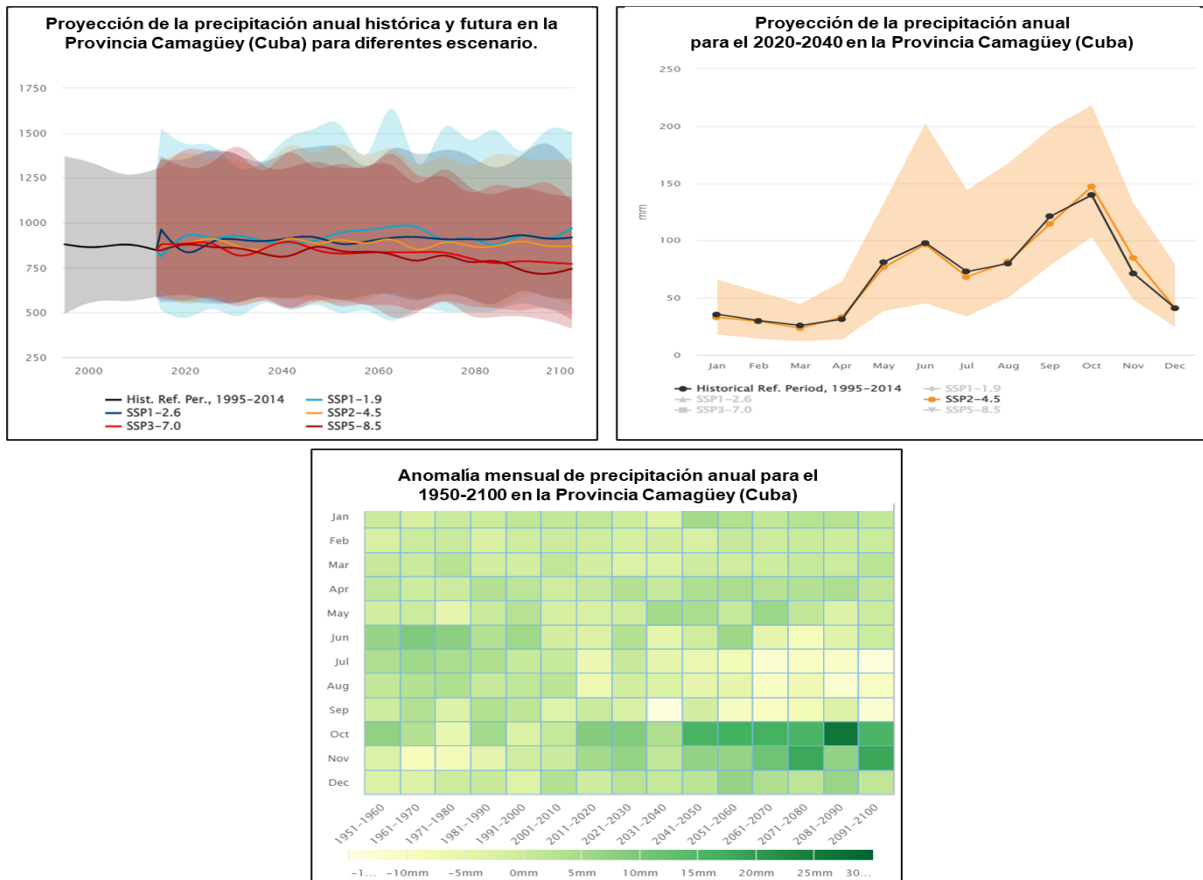 Proyección de la precipitación anual histórica y futura en la
Provincia Camagüey (Cuba) para diferentes escenario.
1750
1500
1250
1000
750
500
250
2000
2020
2040
2060
2080
2100
Hist. Ref. Per., 1995-2014
SSP1-1.9
SSP1-2.6
SSP2-4.5
SSP3-7.0
SSP5-8.5
Proyección de la precipitación anual
para el 2020-2040 en la Provincia Camagüey (Cuba)
250
200
150
100
50
0
mm
Jan
Feb
Mar
Apr
May
Jun
Jul
Aug
Sep
Oct
Nov
Dec
Historical Ref. Period, 1995-2014
SSP1-1.9
SSP1-2.6
SSP2-4.5
SSP3-7.0
SSP5-8.5
Anomalía mensual de precipitación anual para el
1950-2100 en la Provincia Camagüey (Cuba)
Jan
Feb
Mar
Apr
May
Jun
Jul
Aug
Sep
Oct
Nov
Dec
1951-1960
1961-1970
1971-1980
1981-1990
1991-2000
2001-2010
2011-2020
2021-2030
2031-2040
2041-2050
2051-2060
2061-2070
2071-2080
2081-2090
2091-2100
-1...
-10mm
-5mm
0mm
5mm
10mm
15mm
20mm
25mm
30...